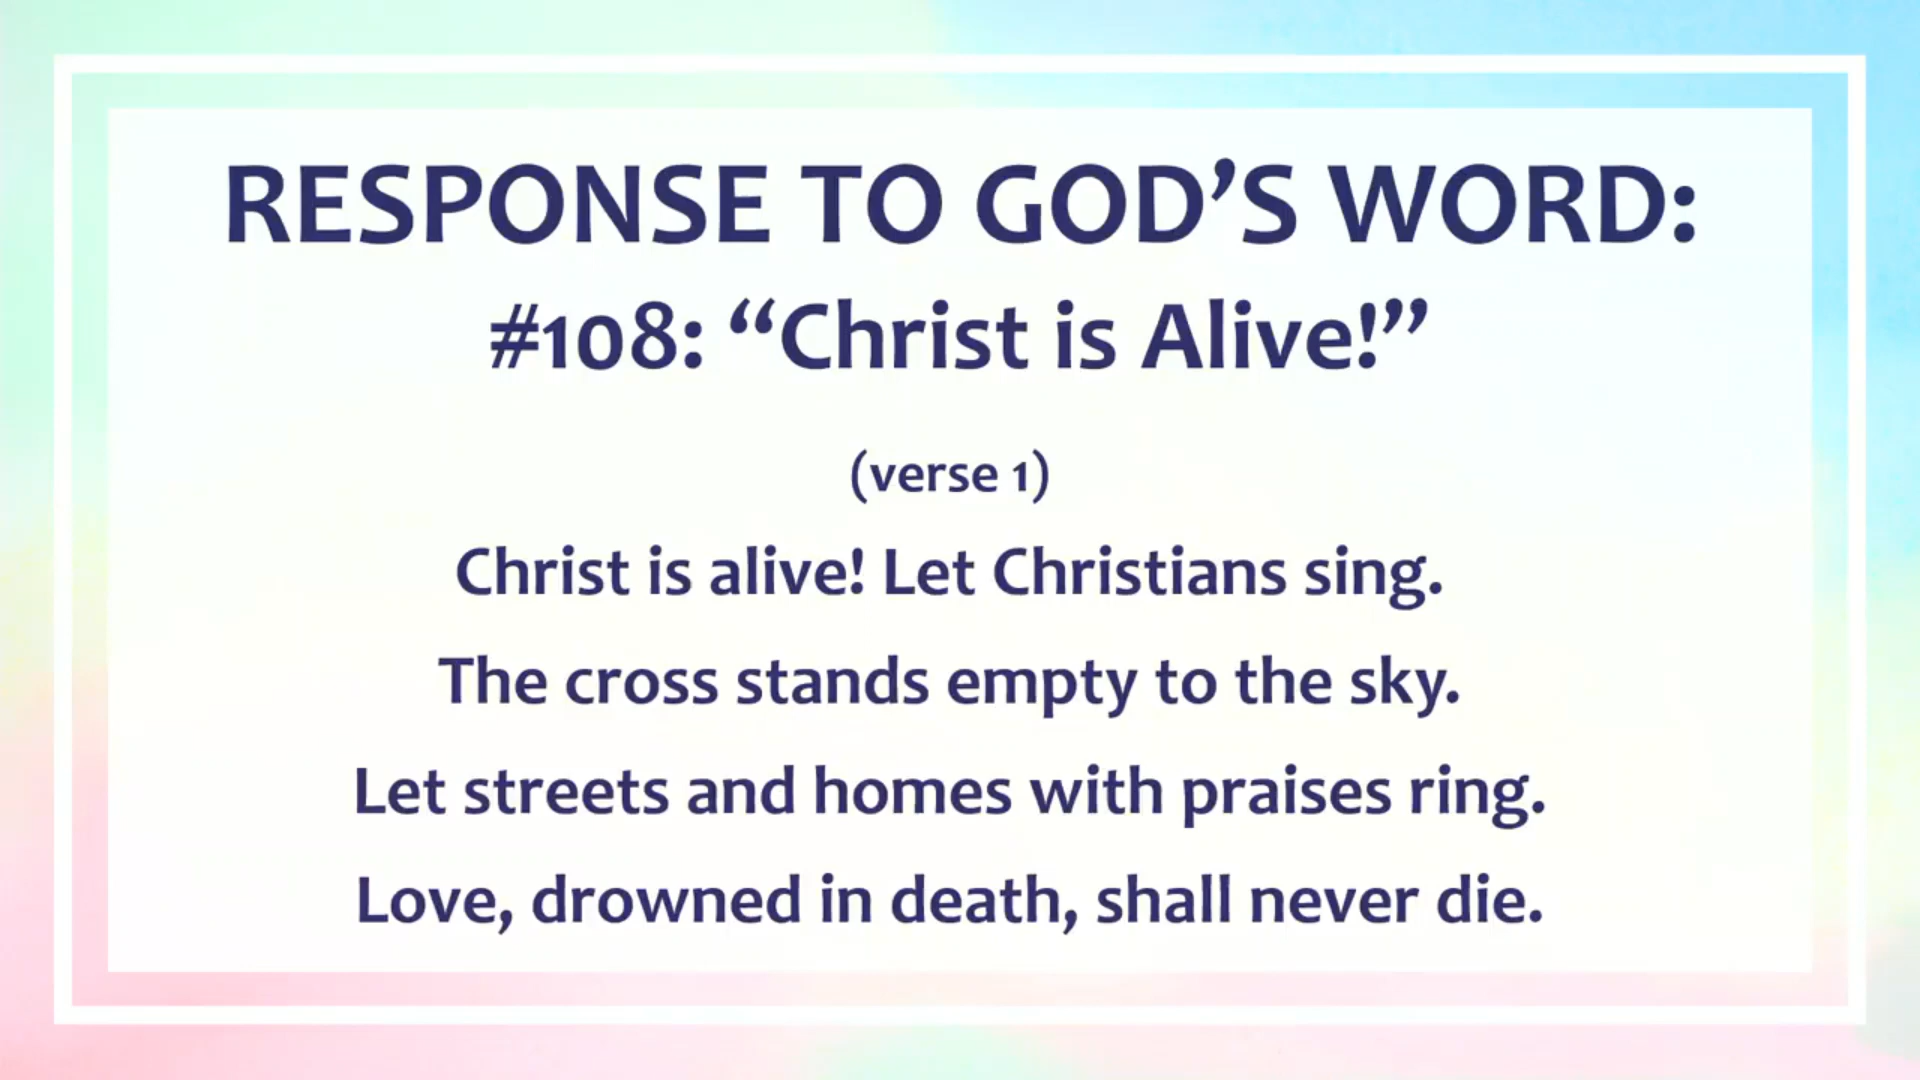 RESPONSE TO GOD’S WORD:
#108: “Christ is Alive!”
(verse 1)
Christ is alive! Let Christians sing.
The cross stands empty to the sky.
Let streets and homes with praises ring.
Love, drowned in death, shall never die.